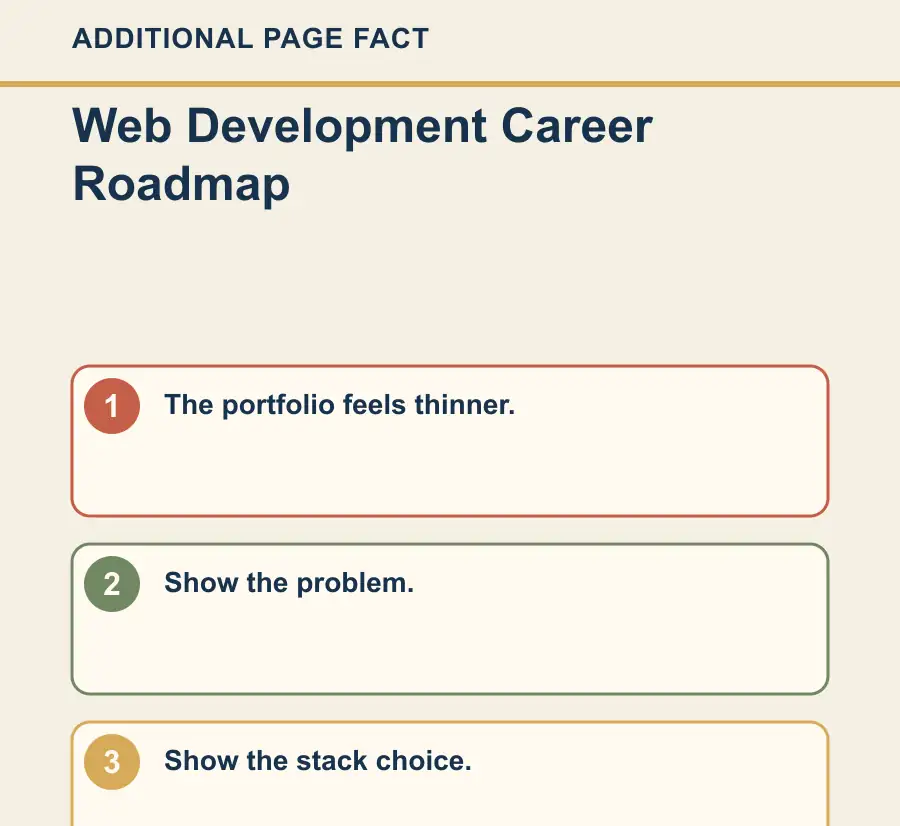 ADDITIONAL PAGE FACT
Web Development Career
Roadmap
1
The portfolio feels thinner.
2
Show the problem.
3
Show the stack choice.